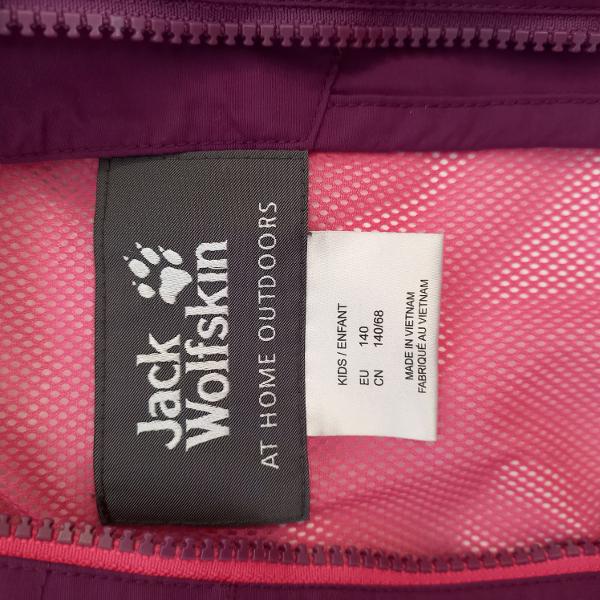 Jack
Wolfskin
AT HOME OUTDOORS
KIDS / ENFANT
EU 140
CN 140/68
MADE IN VIETNAM
FABRIQUÉ AU VIETNAM